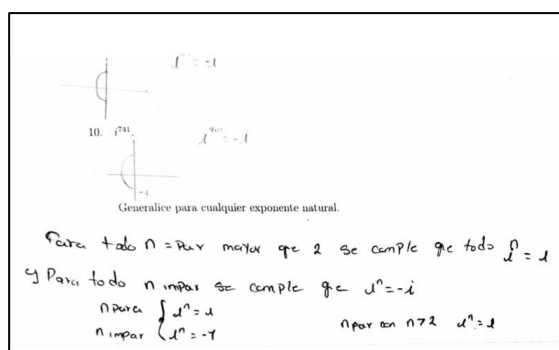 = -1
10. i^741.
= -i
-i
Generalice para cualquier exponente natural.
Para todo n = Par mayor que 2 se cumple que todo i^n = 1
y Para todo n impar se cumple que i^n = -i
n para { i^n = 1
n impar { i^n = -1 n par con n>2 i^n = 1